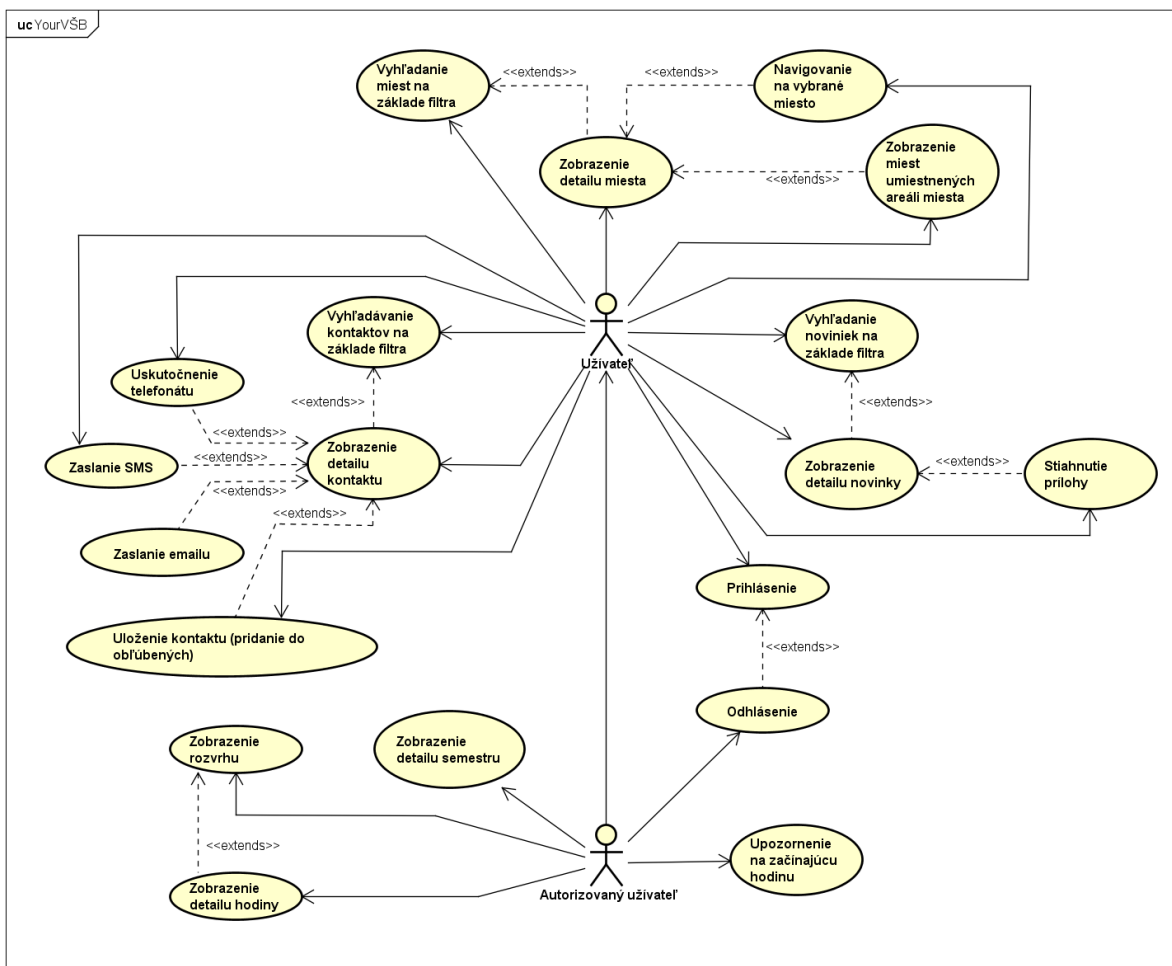 uc YourVŠB
Vyhľadanie
miest na
základe filtra
<<extends>>
<<extends>>
Navigovanie
na vybrané
miesto
Zobrazenie
detailu miesta
<<extends>>
Zobrazenie
miest
umiestnených
areáli miesta
Vyhľadávanie
kontaktov na
základe filtra
Užívateľ
Vyhľadanie
noviniek na
základe filtra
Uskutočnenie
telefonátu
<<extends>>
<<extends>>
<<extends>>
Zaslanie SMS
<<extends>>
Zobrazenie
detailu
kontaktu
Zobrazenie
detailu novinky
<<extends>>
Stiahnutie
prílohy
<<extends>>
<<extends>>
Zaslanie emailu
Prihlásenie
Uloženie kontaktu (pridanie do
obľúbených)
<<extends>>
Odhlásenie
Zobrazenie
rozvrhu
Zobrazenie
detailu semestru
<<extends>>
Upozornenie
na začínajúcu
hodinu
Zobrazenie
detailu hodiny
Autorizovaný užívateľ